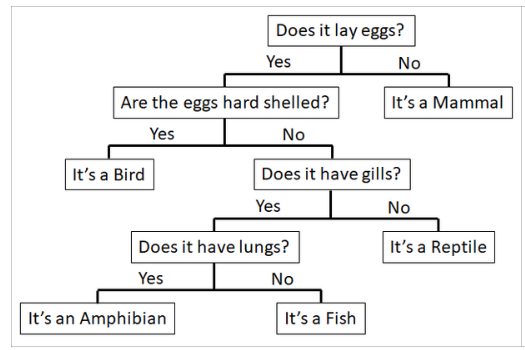 Does it lay eggs?
Yes
No
Are the eggs hard shelled?
It's a Mammal
Yes
No
It's a Bird
Does it have gills?
Yes
No
Does it have lungs?
It's a Reptile
Yes
No
It's an Amphibian
It's a Fish